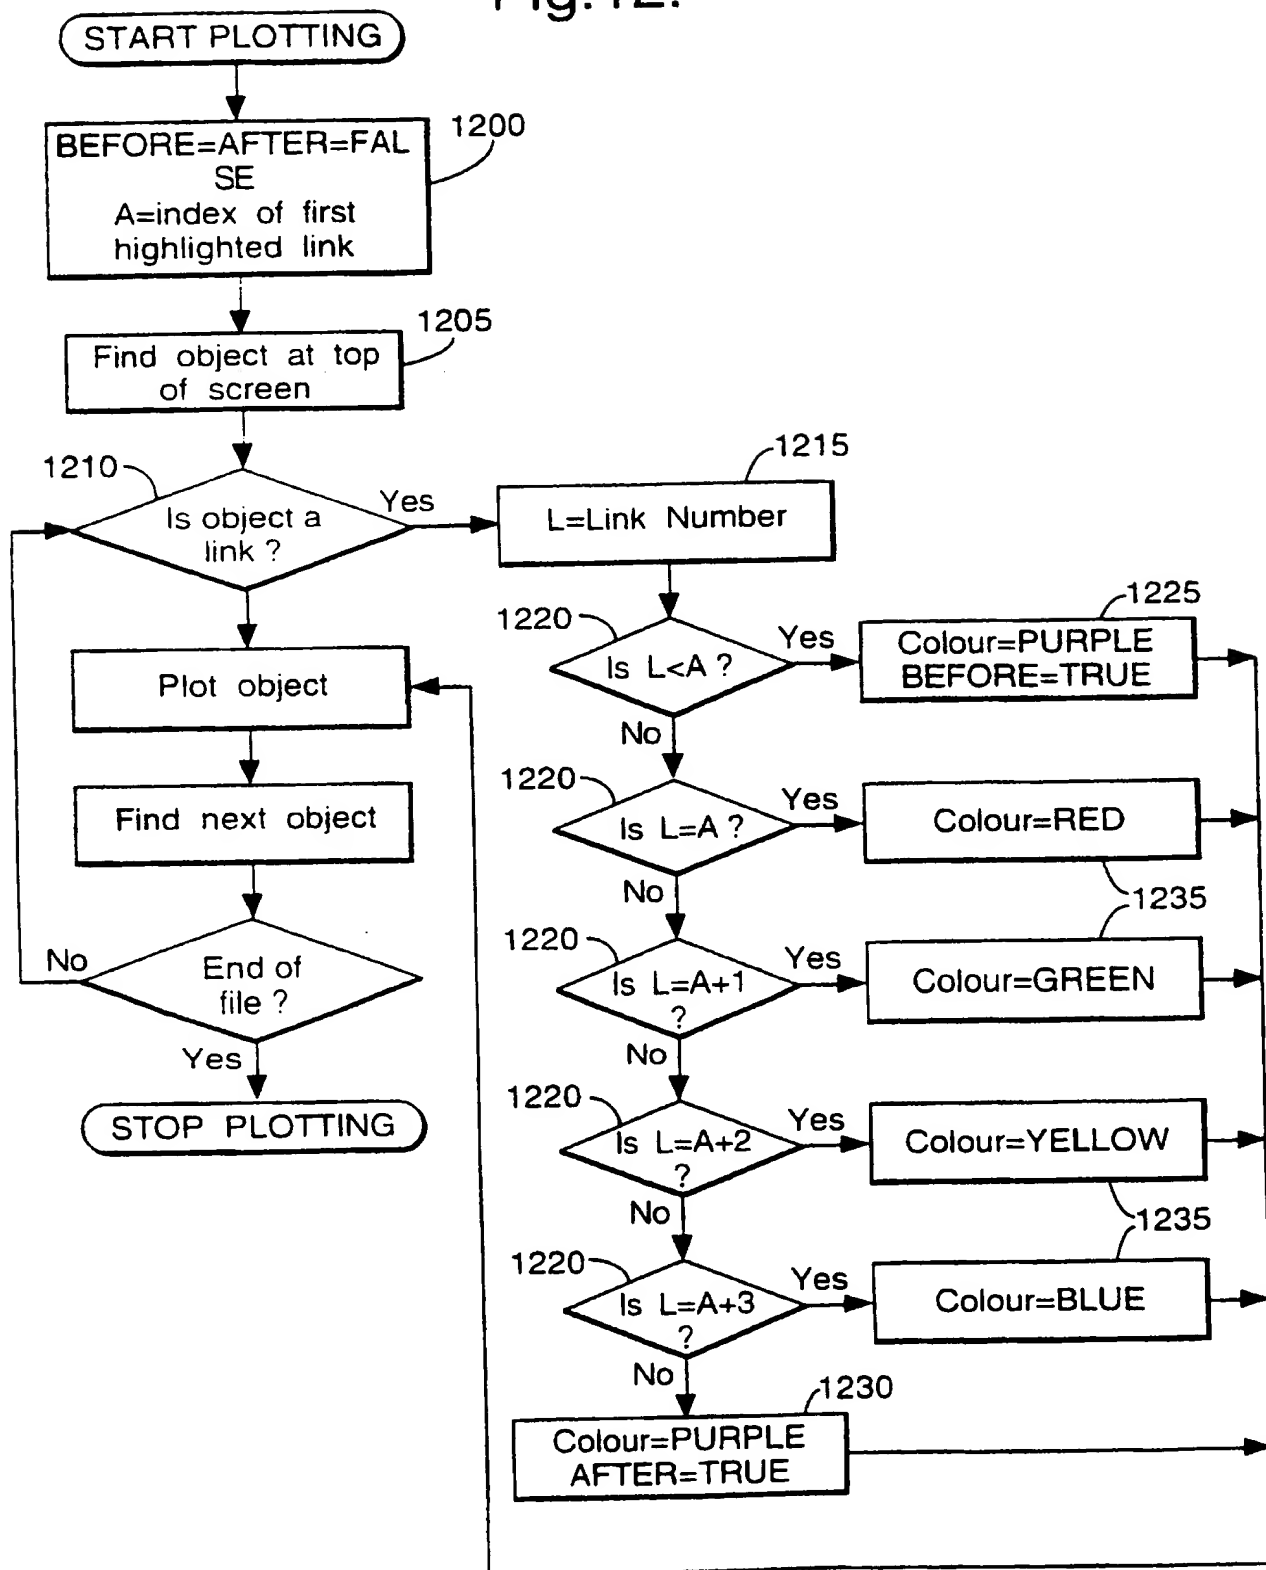 Fig.12.
START PLOTTING
1200
BEFORE=AFTER=FAL
SE
A=index of first
highlighted link
1205
Find object at top
of screen
1210
Is object a
link ?
Yes
1215
L=Link Number
Plot object
Find next object
End of
file ?
No
Yes
STOP PLOTTING
1220
Is L<A ?
Yes
1225
Colour=PURPLE
BEFORE=TRUE
No
1220
Is L=A ?
Yes
Colour=RED
1235
No
1220
Is L=A+1
?
Yes
Colour=GREEN
No
1220
Is L=A+2
?
Yes
Colour=YELLOW
1235
No
1220
Is L=A+3
?
Yes
Colour=BLUE
No
1230
Colour=PURPLE
AFTER=TRUE